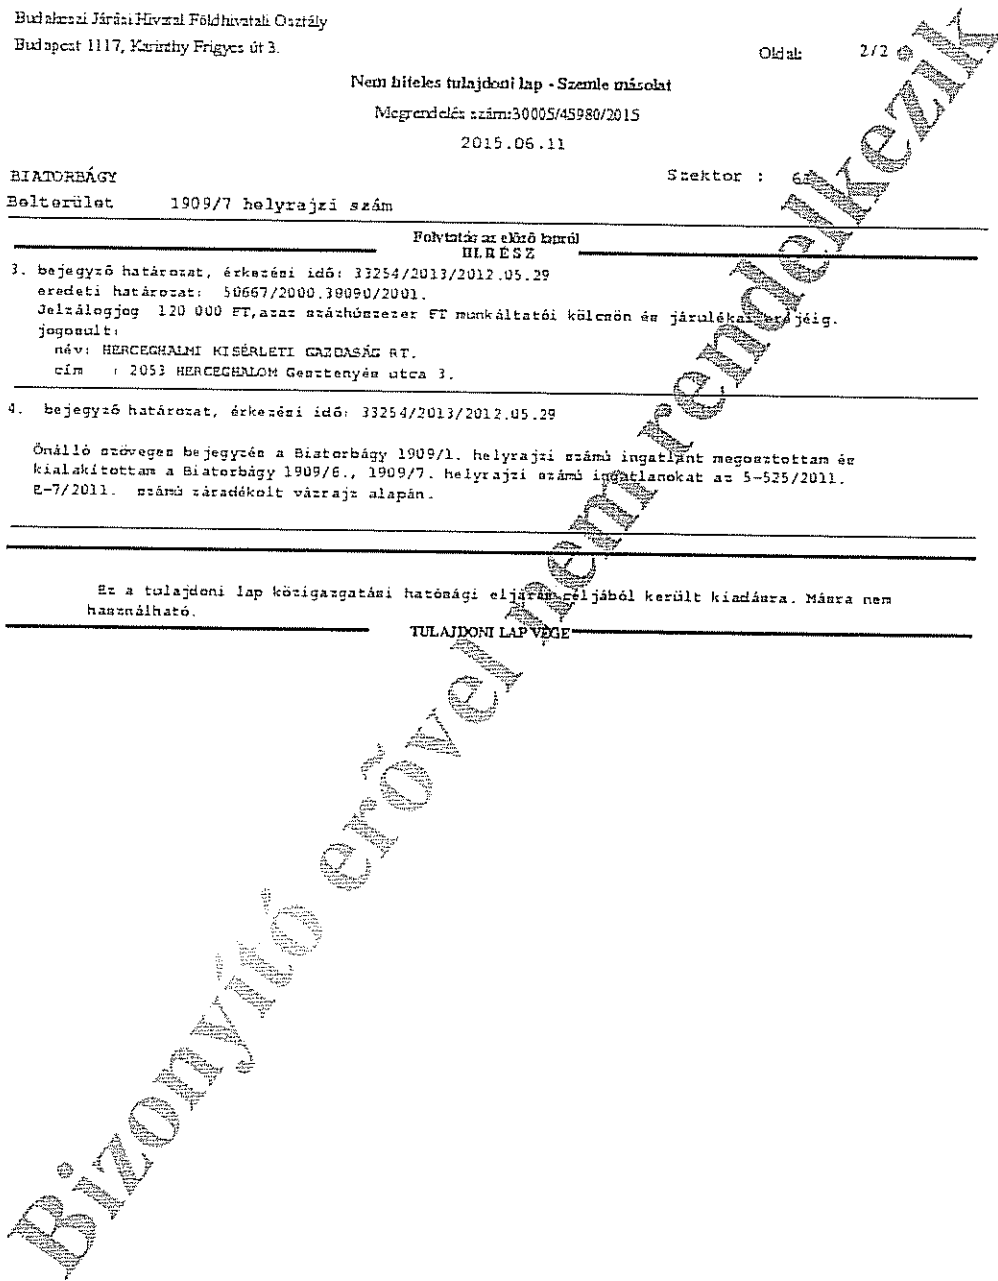 Budakeszi Járási Hivatal Földhivatali Osztály
Budapest 1117, Karinthy Frigyes út 3.
Oldal: 2/2
Nem hiteles tulajdoni lap - Szemle másolat
Megrendelés szám:30005/45980/2015
2015.06.11
BIATORBÁGY
Szektor :
Belterület 1909/7 helyrajzi szám
Folytatás az előző lapról
III.RÉSZ
3. bejegyző határozat, érkezési idő: 33254/2013/2012.05.29
eredeti határozat: 50667/2000.38090/2001.
Jelzálogjog 120 000 FT,azaz százhúszezer FT munkáltatói kölcsön és járulékai erejéig.
jogosult:
név: HERCEGHALMI KISÉRLETI GAZDASÁG RT.
cím : 2053 HERCEGHALOM Gesztenyés utca 3.
4. bejegyző határozat, érkezési idő: 33254/2013/2012.05.29
Önálló szöveges bejegyzés a Biatorbágy 1909/1. helyrajzi számú ingatlant megosztottam és
kialakítottam a Biatorbágy 1909/6., 1909/7. helyrajzi számú ingatlanokat az 5-525/2011.
E-7/2011. számú záradékolt vázrajz alapján.
Ez a tulajdoni lap közigazgatási hatósági eljárás céljából került kiadásra. Másra nem
használható.
TULAJDONI LAP VÉGE
Bizonyító erővel nem rendelkezik